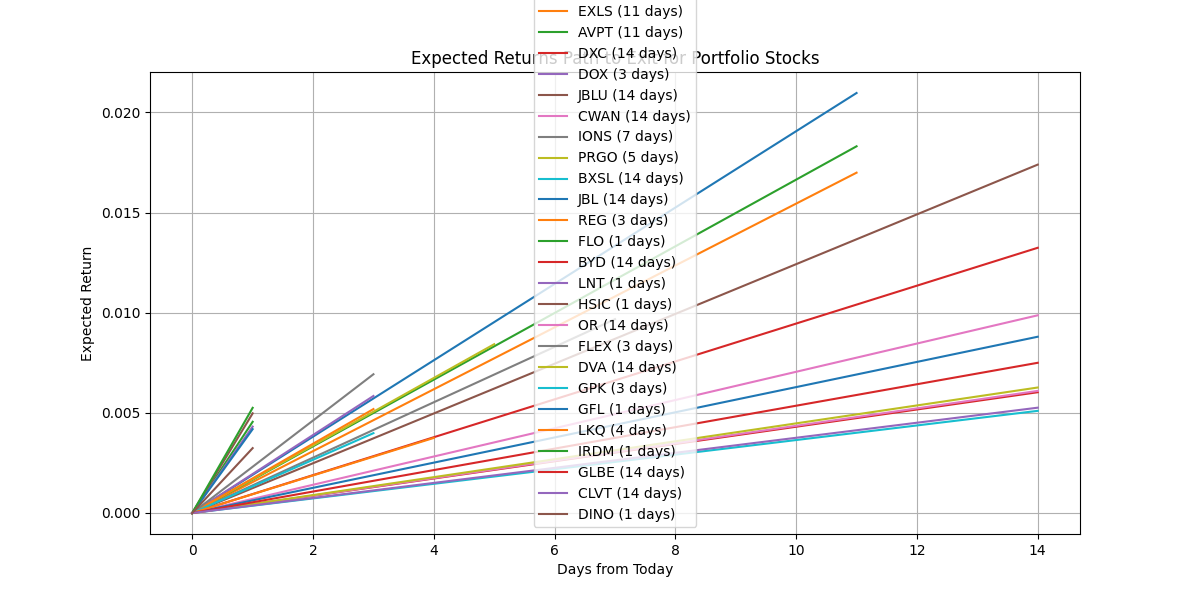 EXLS (11 days)
AVPT (11 days)
DXC (14 days)
Expected Returns Path to Exit for Portfolio Stocks
DOX (3 days)
JBLU (14 days)
CWAN (14 days)
IONS (7 days)
PRGO (5 days)
BXSL (14 days)
JBL (14 days)
REG (3 days)
FLO (1 days)
BYD (14 days)
LNT (1 days)
HSIC (1 days)
OR (14 days)
FLEX (3 days)
DVA (14 days)
GPK (3 days)
GFL (1 days)
LKQ (4 days)
IRDM (1 days)
GLBE (14 days)
CLVT (14 days)
DINO (1 days)
Expected Return
0.020
0.015
0.010
0.005
0.000
0 2 4 6 8 10 12 14
Days from Today